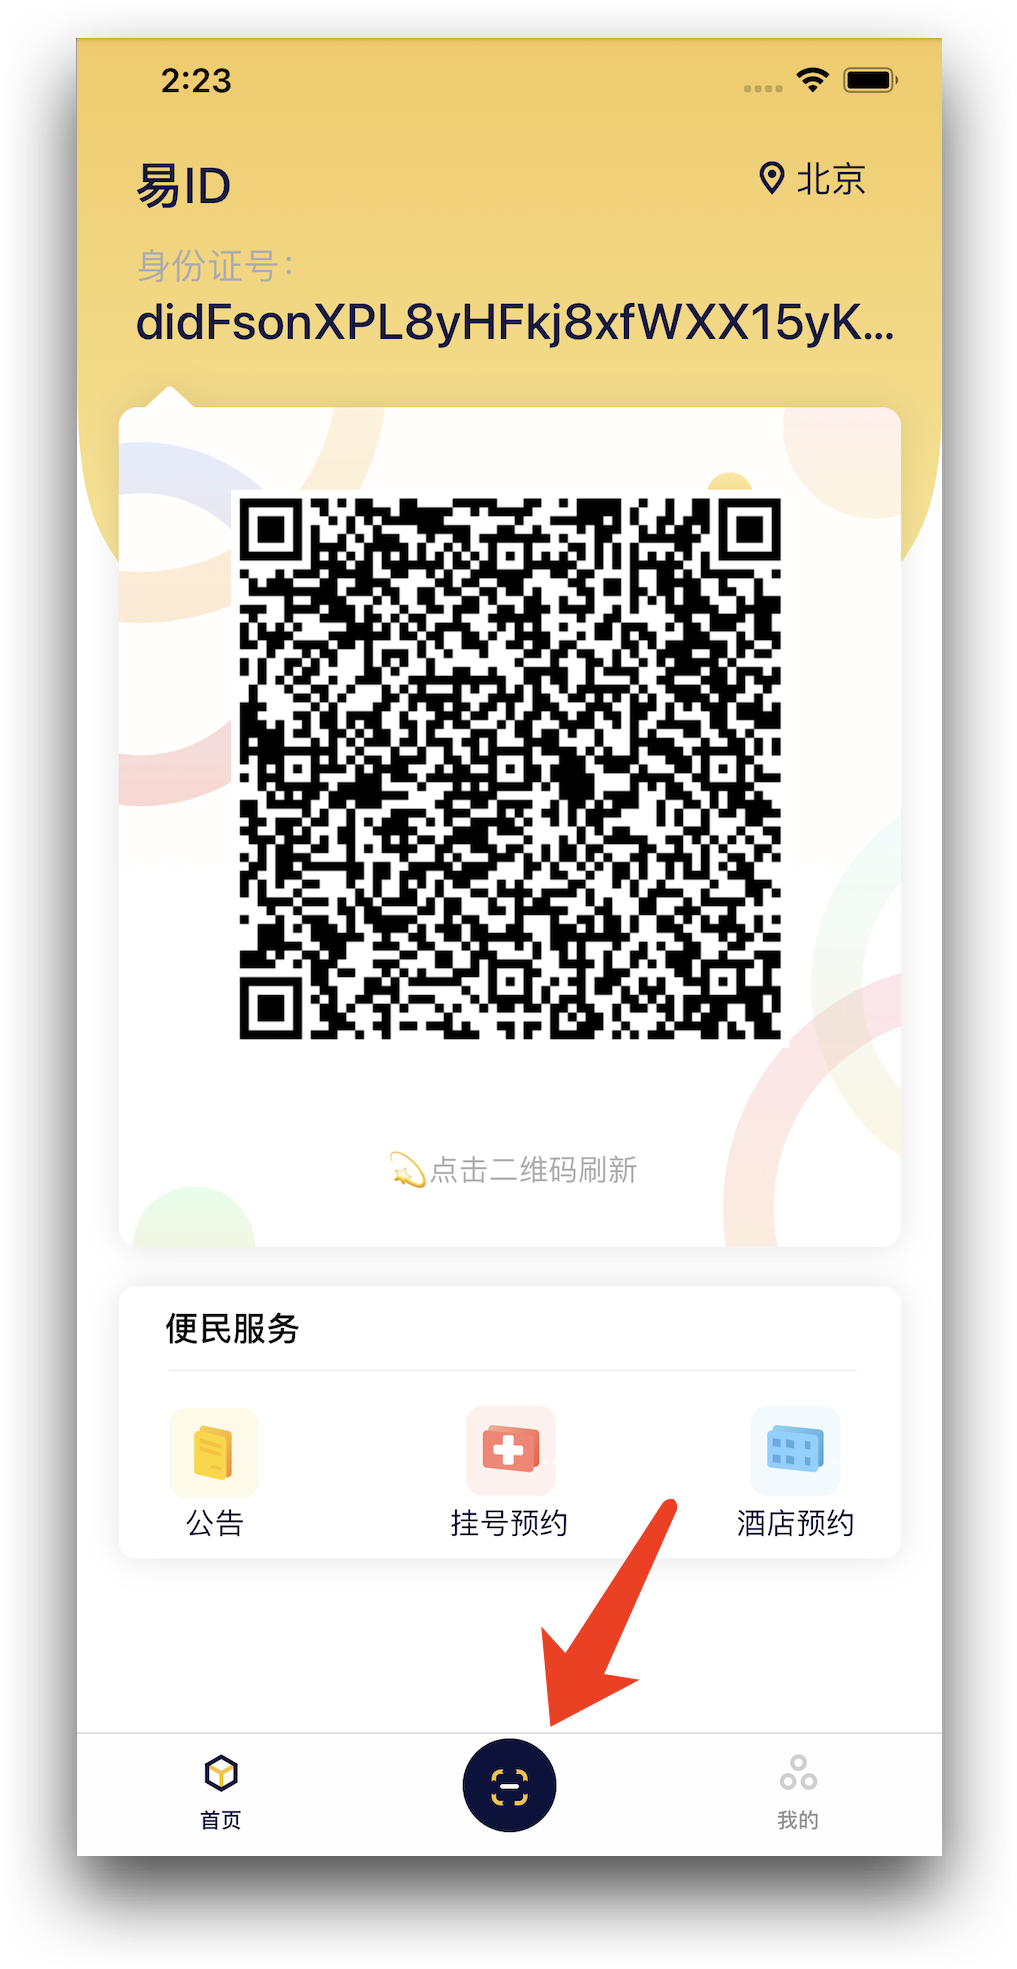 2:23
易ID
北京
身份证号：
didFsonXPL8yHFkj8xfWXX15yK...
💫点击二维码刷新
便民服务
公告
挂号预约
酒店预约
首页
我的